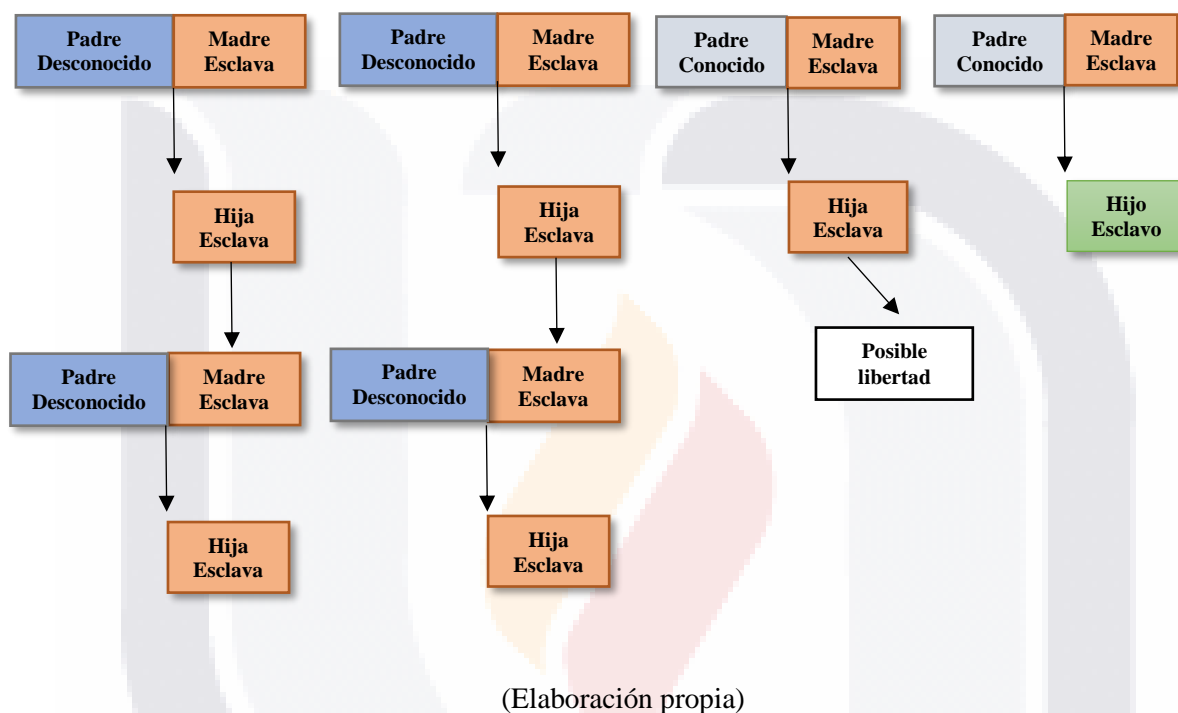 Padre
Desconocido
Madre
Esclava
Padre
Desconocido
Madre
Esclava
Padre
Conocido
Madre
Esclava
Padre
Conocido
Madre
Esclava
Hija
Esclava
Hija
Esclava
Hija
Esclava
Hijo
Esclavo
Padre
Desconocido
Madre
Esclava
Padre
Desconocido
Madre
Esclava
Posible
libertad
Hija
Esclava
Hija
Esclava
(Elaboración propia)